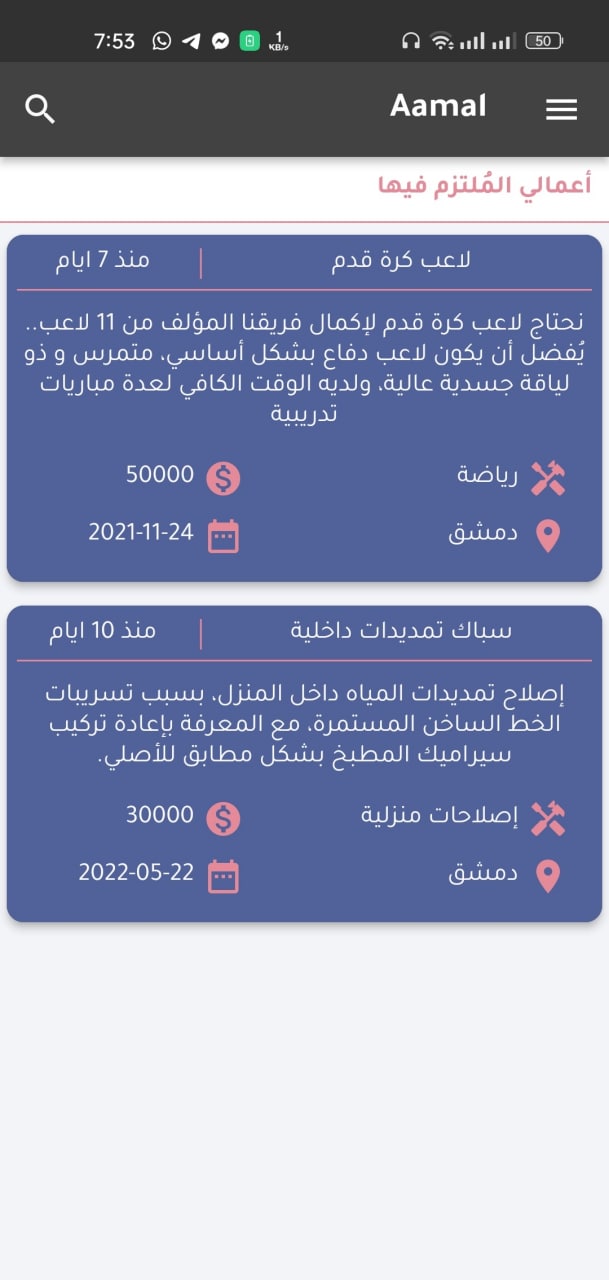 7:53
1
KB/s
50
Aamal
أعمالي المُلتزم فيها
لاعب كرة قدم
منذ 7 ايام
نحتاج لاعب كرة قدم لإكمال فريقنا المؤلف من 11 لاعب..
يُفضل أن يكون لاعب دفاع بشكل أساسي، متمرس و ذو
لياقة جسدية عالية، ولديه الوقت الكافي لعدة مباريات
تدريبية
رياضة
50000
دمشق
2021-11-24
سباك تمديدات داخلية
منذ 10 ايام
إصلاح تمديدات المياه داخل المنزل، بسبب تسريبات
الخط الساخن المستمرة، مع المعرفة بإعادة تركيب
سيراميك المطبخ بشكل مطابق للأصلي.
إصلاحات منزلية
30000
دمشق
2022-05-22